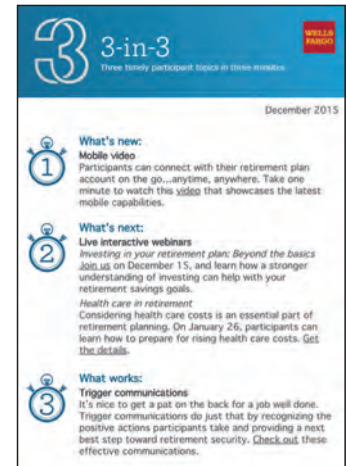 3
3-in-3
Three timely participant topics in three minutes
WELLS
FARGO
December 2015
1
What's new:
Mobile video
Participants can connect with their retirement plan
account on the go...anytime, anywhere. Take one
minute to watch this video that showcases the latest
mobile capabilities.
2
What's next:
Live interactive webinars
Investing in your retirement plan: Beyond the basics
Join us on December 15, and learn how a stronger
understanding of investing can help with your
retirement savings goals.
Health care in retirement
Considering health care costs is an essential part of
retirement planning. On January 26, participants can
learn how to prepare for rising health care costs. Get
the details.
3
What works:
Trigger communications
It's nice to get a pat on the back for a job well done.
Trigger communications do just that by recognizing the
positive actions participants take and providing a next
best step toward retirement security. Check out these
effective communications.